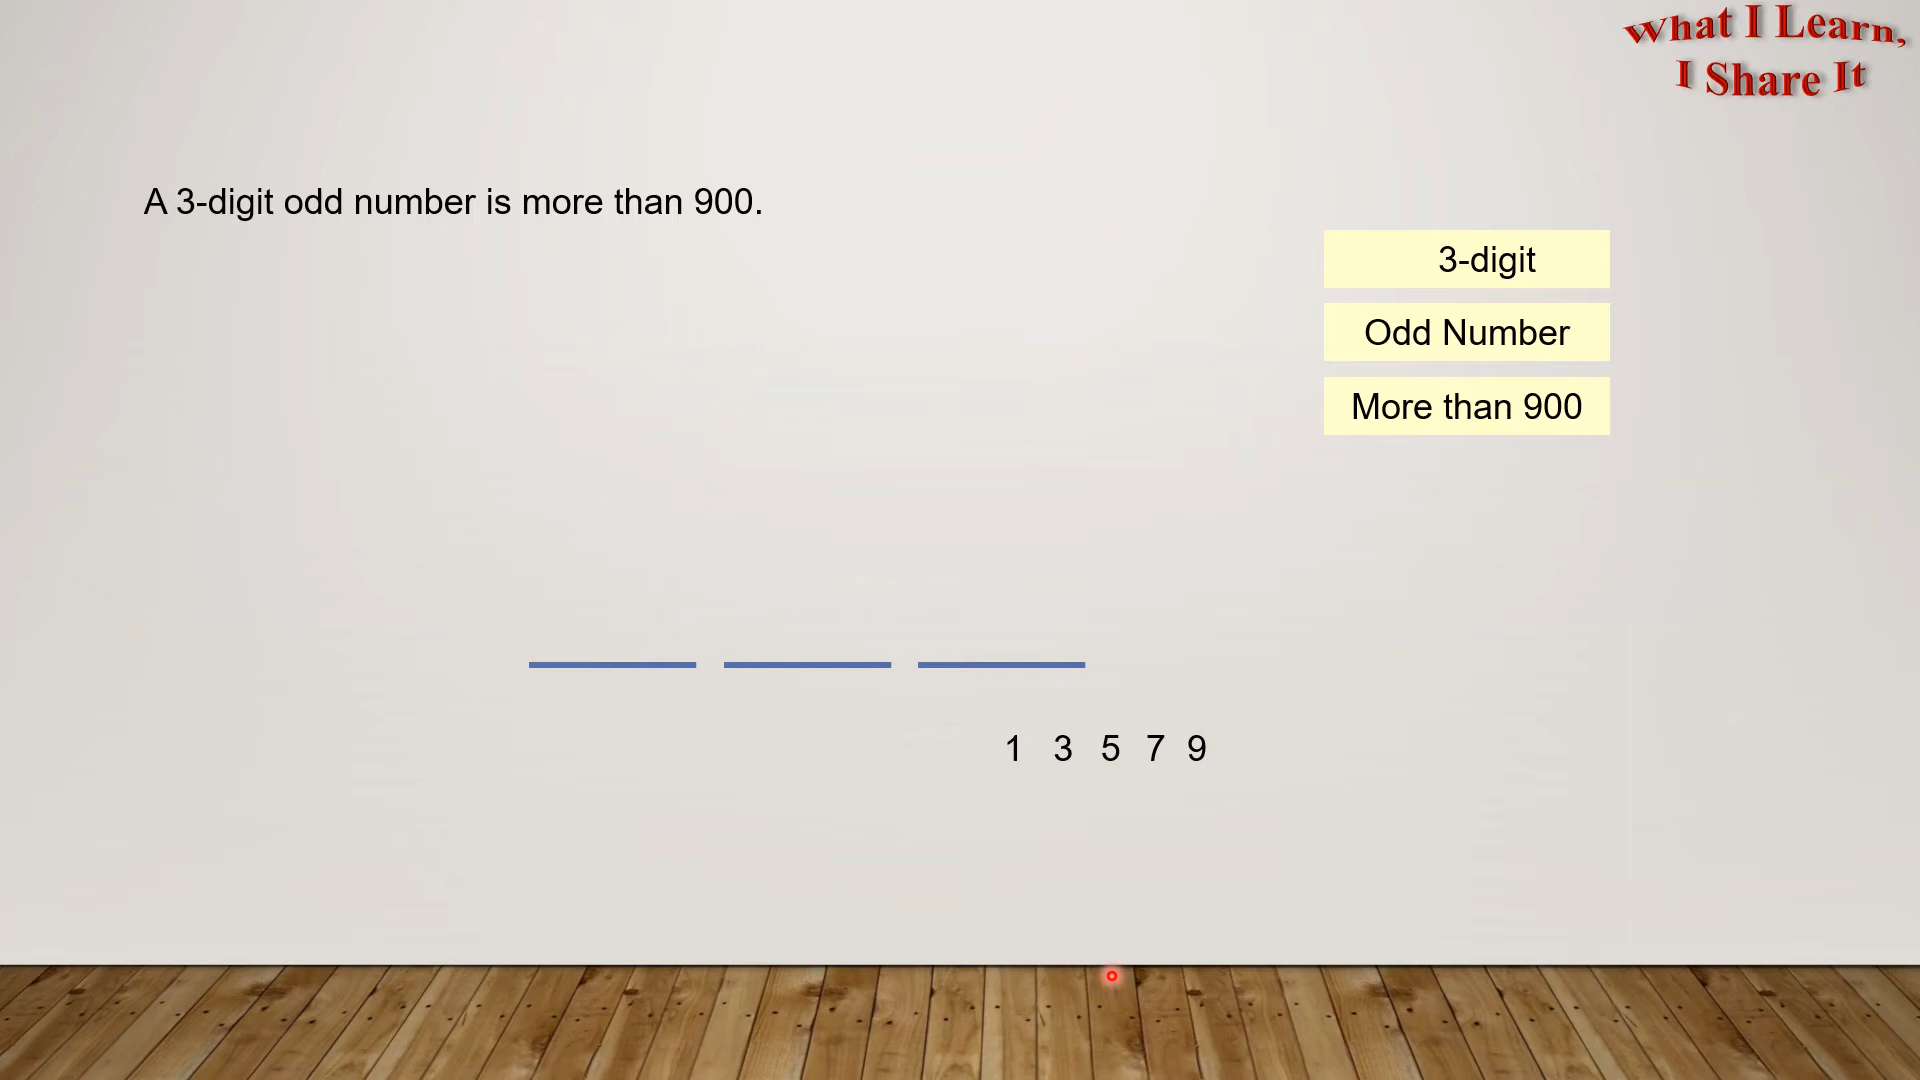 What I Learn,
I Share It
A 3-digit odd number is more than 900.
3-digit
Odd Number
More than 900
1 3 5 7 9